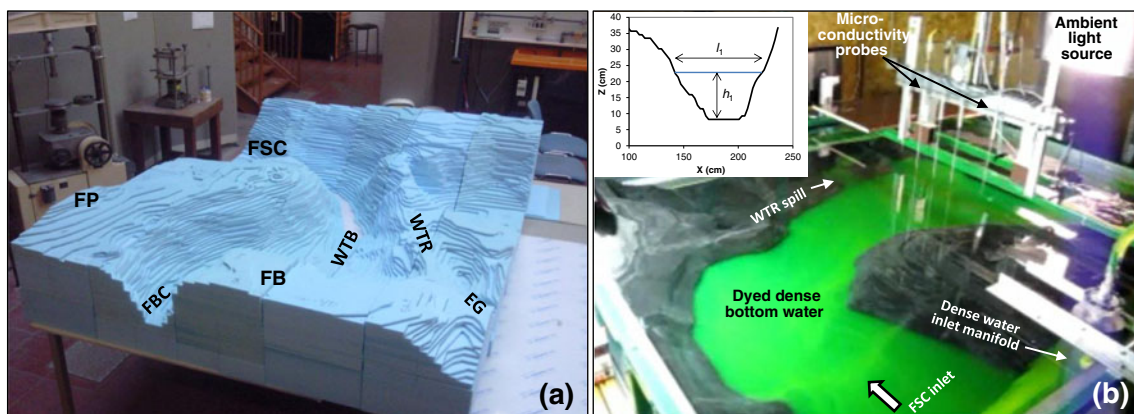 FSC
FP
WTB
WTR
FB
FBC
EG
(a)
Z (cm)
40
35
30
25
20
15
10
5
0
l1
h1
100
150
200
250
X (cm)
Micro-
conductivity
probes
Ambient
light
source
WTR spill
Dyed dense
bottom water
Dense water
inlet manifold
FSC inlet
(b)